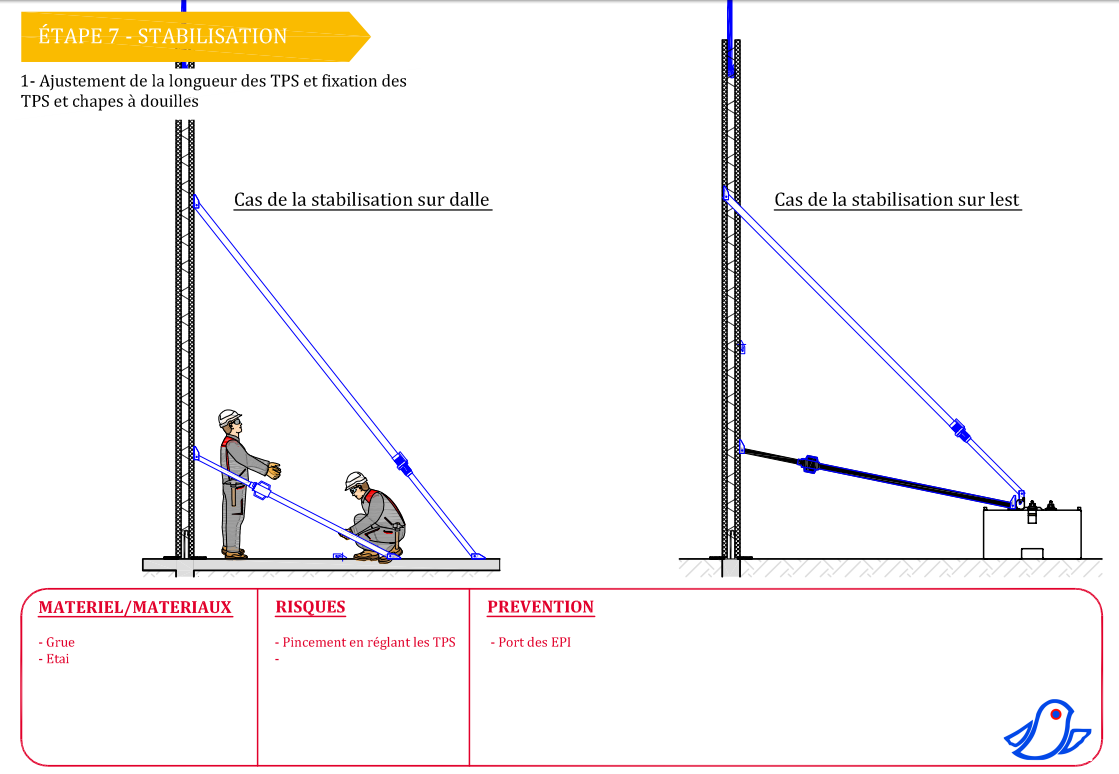 ÉTAPE 7 - STABILISATION
1- Ajustement de la longueur des TPS et fixation des
TPS et chapes à douilles
Cas de la stabilisation sur dalle
Cas de la stabilisation sur lest
MATERIEL/MATERIAUX
- Grue
- Etai
RISQUES
- Pincement en réglant les TPS
-
PREVENTION
- Port des EPI